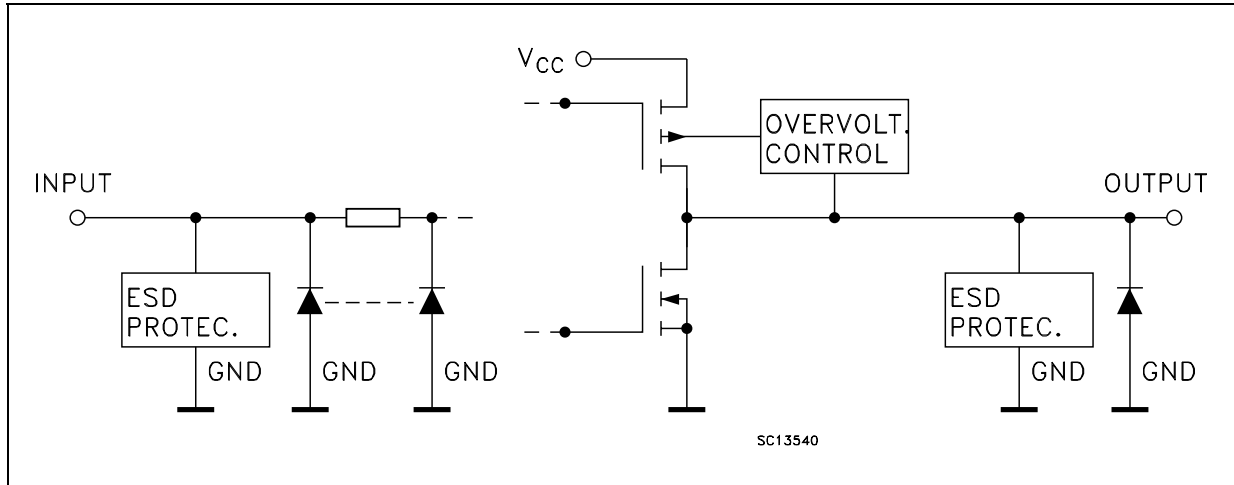 VCC
OVERVOLT.
CONTROL
INPUT
OUTPUT
ESD
PROTEC.
GND
GND
GND
ESD
PROTEC.
GND
GND
SC13540